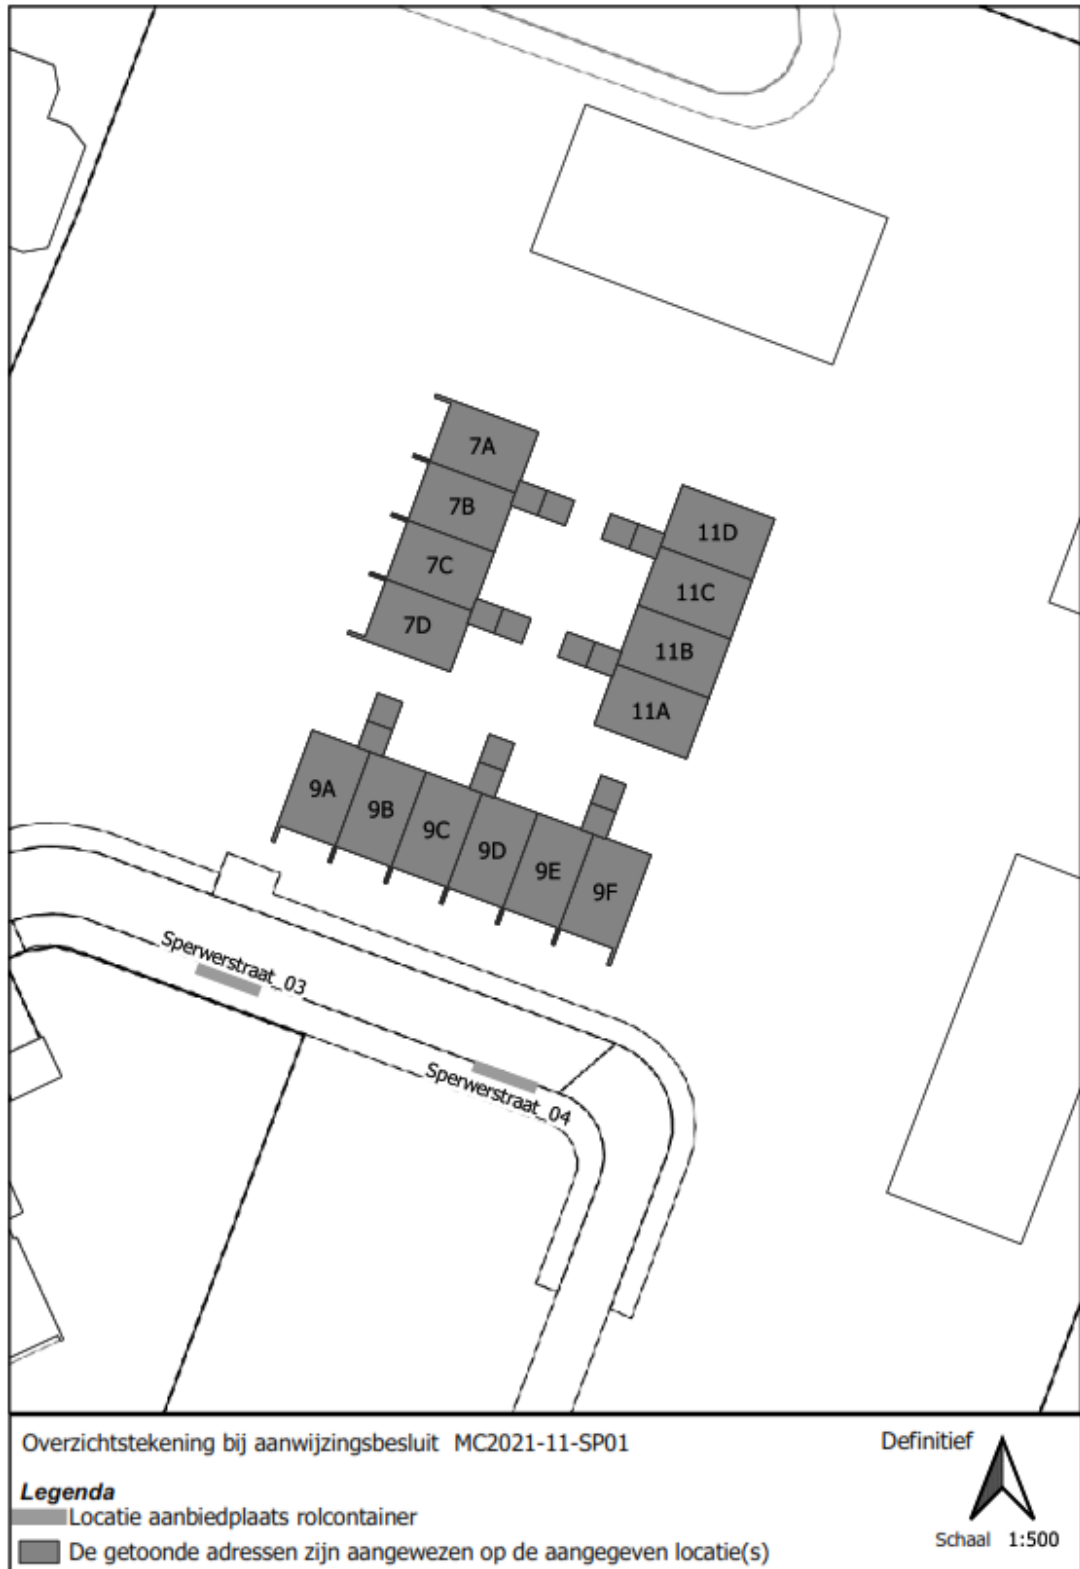 7A
7B
7C
7D
11D
11C
11B
11A
9A
9B
9C
9D
9E
9F
Sperwerstraat_03
Sperwerstraat_04
Overzichtstekening bij aanwijzingsbesluit MC2021-11-SP01
Definitief
Legenda
Locatie aanbiedplaats rolcontainer
De getoonde adressen zijn aangewezen op de aangegeven locatie(s)
Schaal 1:500